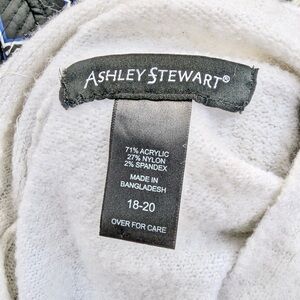 ASHLEY STEWART®
71% ACRYLIC
27% NYLON
2% SPANDEX
MADE IN
BANGLADESH
18-20
OVER FOR CARE